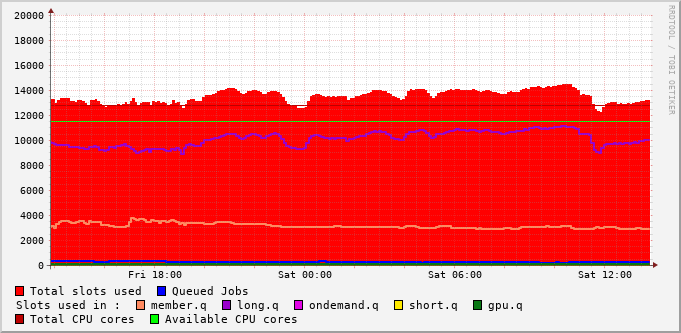 RRDTOOL / TOBI OETIKER
20000
18000
16000
14000
12000
10000
8000
6000
4000
2000
0
Fri 18:00 Sat 00:00 Sat 06:00 Sat 12:00
Total slots used Queued Jobs
Slots used in : member.q long.q ondemand.q short.q gpu.q
Total CPU cores Available CPU cores